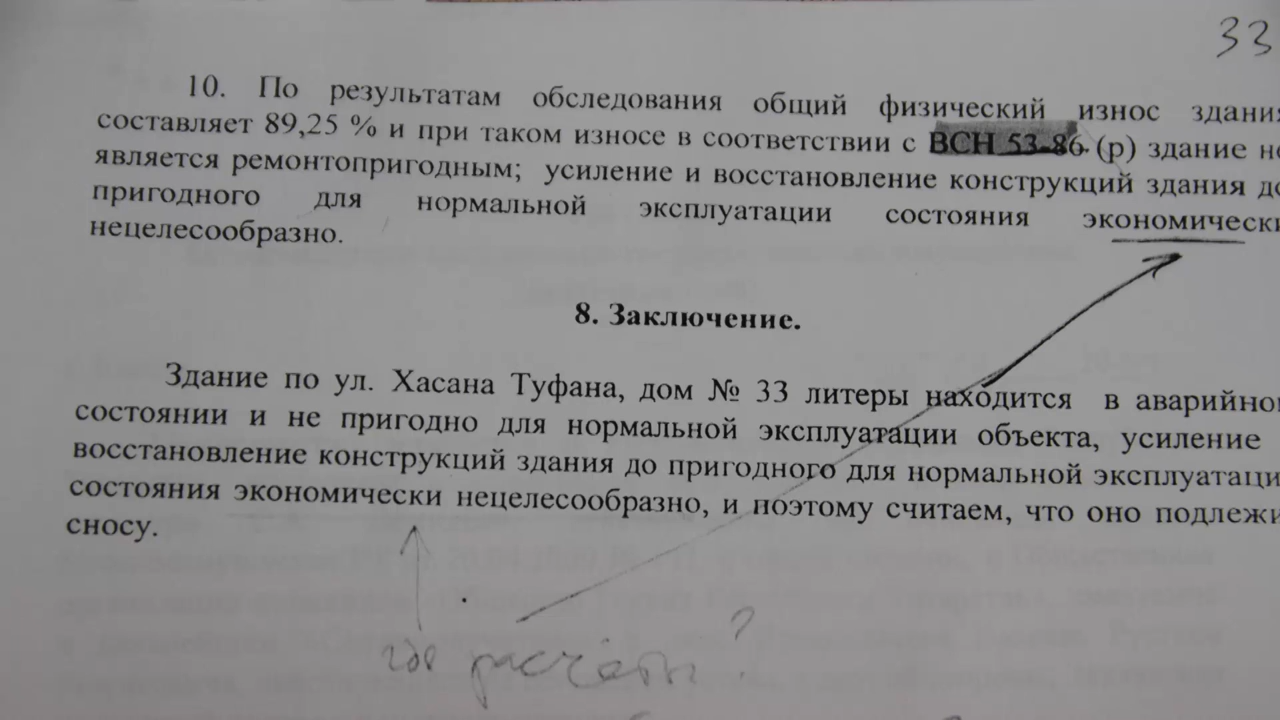 33
10. По результатам обследования общий физический износ здания
составляет 89,25 % и при таком износе в соответствии с ВСН 53-86 (р) здание не
является ремонтопригодным; усиление и восстановление конструкций здания до
пригодного для нормальной эксплуатации состояния экономически
нецелесообразно.
8. Заключение.
Здание по ул. Хасана Туфана, дом № 33 литеры находится в аварийном
состоянии и не пригодно для нормальной эксплуатации объекта, усиление
восстановление конструкций здания до пригодного для нормальной эксплуатаци
состояния экономически нецелесообразно, и поэтому считаем, что оно подлежи
сносу.
где расчёты ?